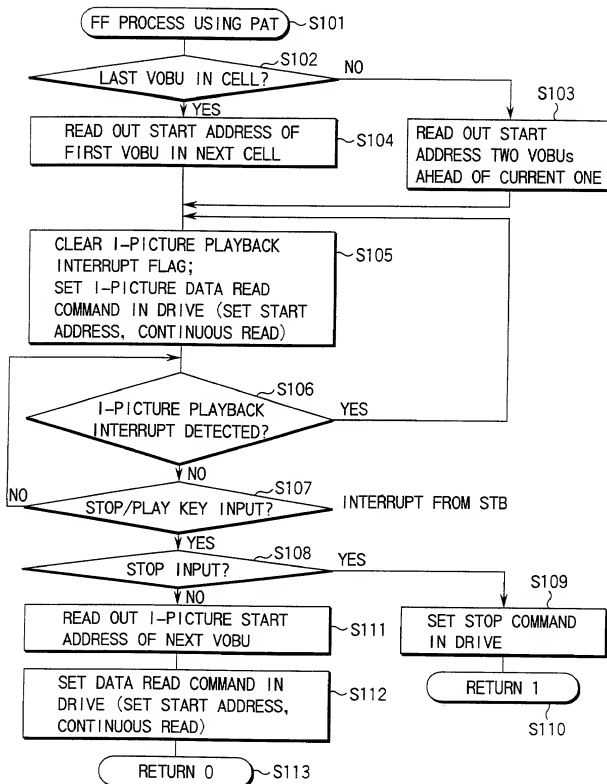 FF PROCESS USING PAT
S101
S102
LAST VOBU IN CELL?
NO
YES
S103
READ OUT START ADDRESS OF
FIRST VOBU IN NEXT CELL
S104
READ OUT START
ADDRESS TWO VOBUs
AHEAD OF CURRENT ONE
CLEAR I-PICTURE PLAYBACK
INTERRUPT FLAG;
SET I-PICTURE DATA READ
COMMAND IN DRIVE (SET START
ADDRESS, CONTINUOUS READ)
S105
S106
I-PICTURE PLAYBACK
INTERRUPT DETECTED?
YES
NO
S107
NO
STOP/PLAY KEY INPUT?
INTERRUPT FROM STB
YES
S108
STOP INPUT?
YES
NO
S109
READ OUT I-PICTURE START
ADDRESS OF NEXT VOBU
S111
SET STOP COMMAND
IN DRIVE
SET DATA READ COMMAND IN
DRIVE (SET START ADDRESS,
CONTINUOUS READ)
S112
RETURN 1
S110
RETURN 0
S113